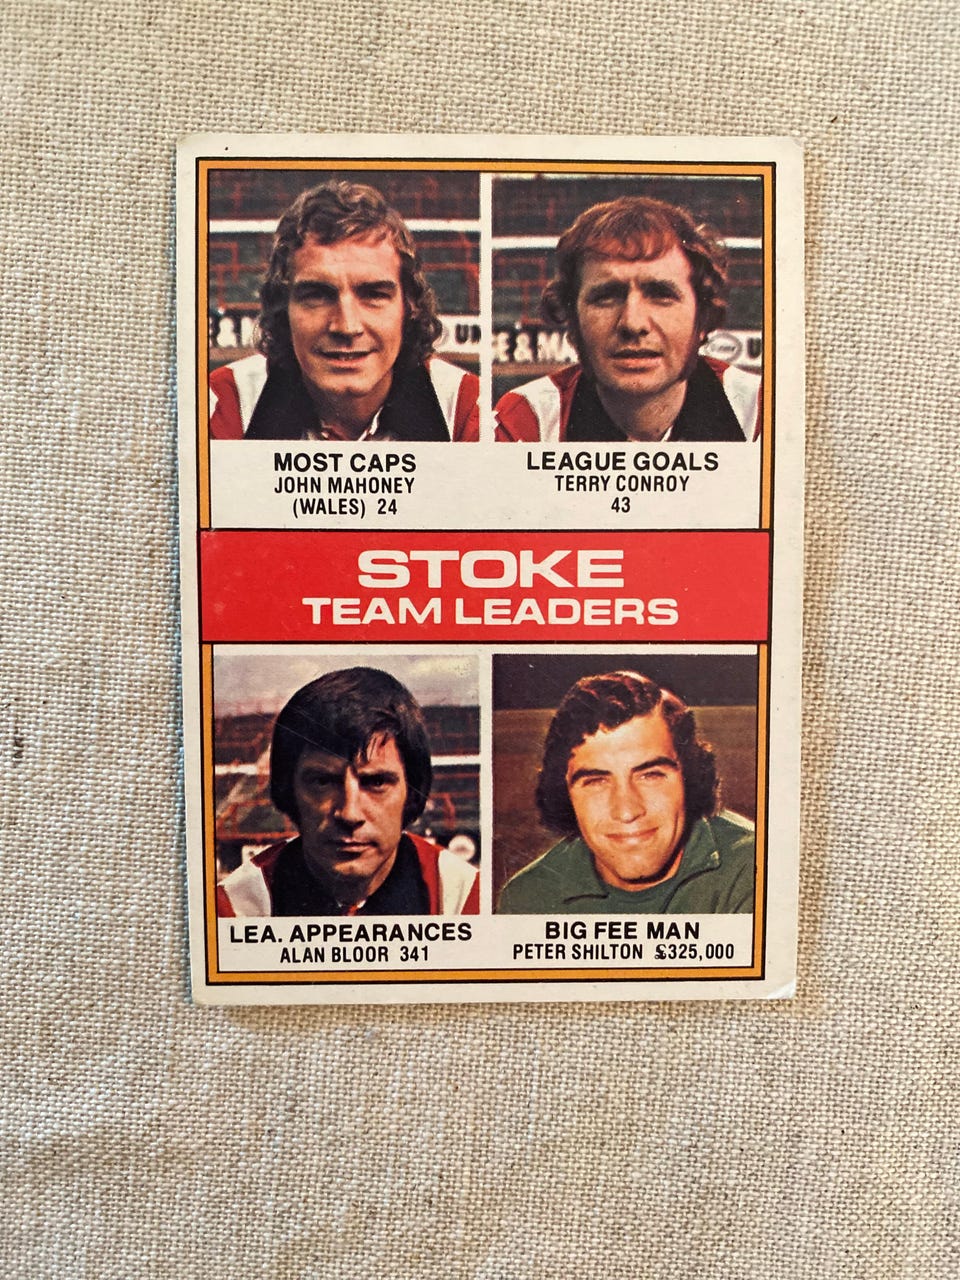 MOST CAPS
JOHN MAHONEY
(WALES) 24
LEAGUE GOALS
TERRY CONROY
43
STOKE
TEAM LEADERS
LEA. APPEARANCES
ALAN BLOOR 341
BIG FEE MAN
PETER SHILTON £325,000